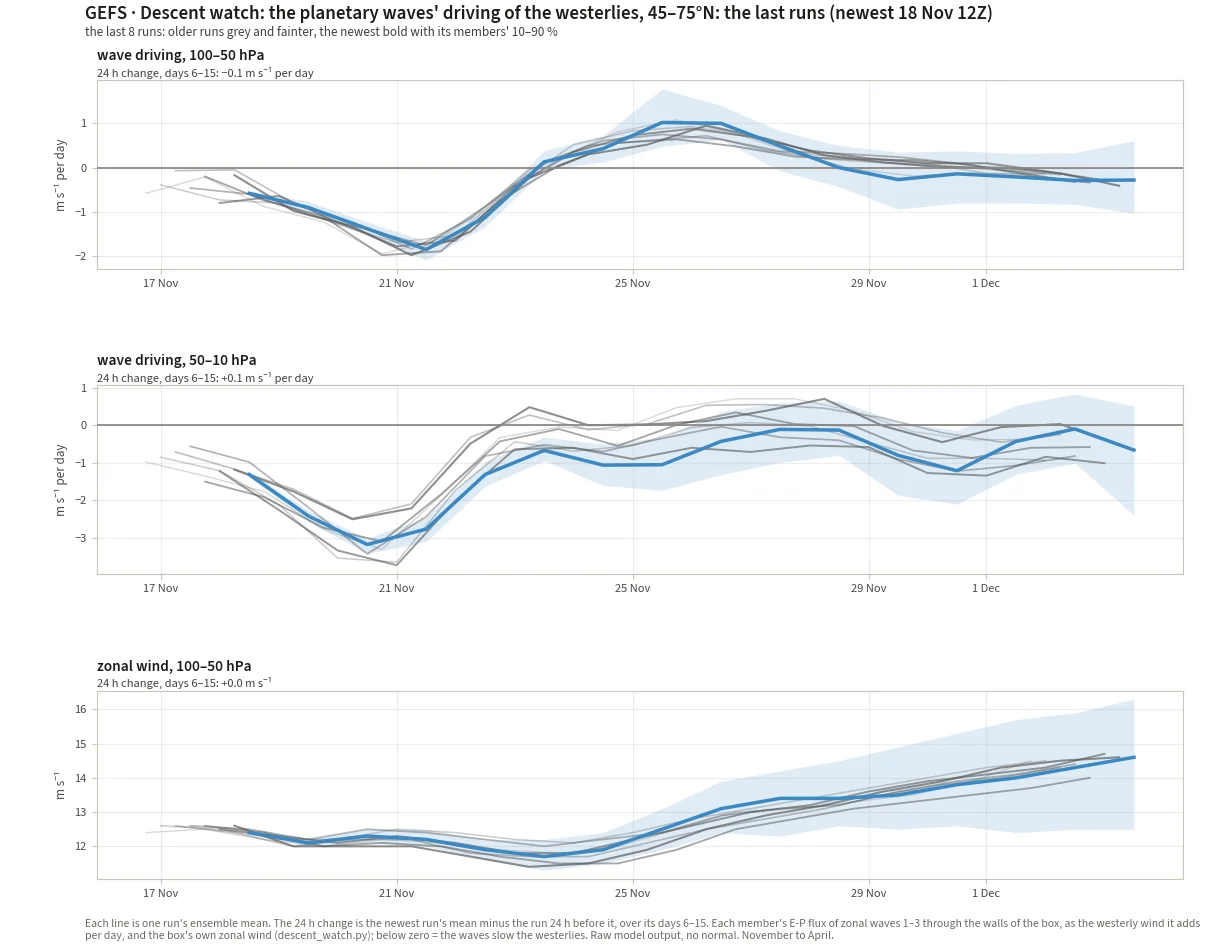 GEFS · Descent watch: the planetary waves' driving of the westerlies, 45–75°N: the last runs (newest 18 Nov 12Z)
the last 8 runs: older runs grey and fainter, the newest bold with its members' 10–90 %
wave driving, 100–50 hPa
24 h change, days 6–15: −0.1 m s⁻¹ per day
m s⁻¹ per day
1
0
−1
−2
17 Nov
21 Nov
25 Nov
29 Nov
1 Dec
wave driving, 50–10 hPa
24 h change, days 6–15: +0.1 m s⁻¹ per day
m s⁻¹ per day
1
0
−1
−2
−3
17 Nov
21 Nov
25 Nov
29 Nov
1 Dec
zonal wind, 100–50 hPa
24 h change, days 6–15: +0.0 m s⁻¹
m s⁻¹
16
15
14
13
12
17 Nov
21 Nov
25 Nov
29 Nov
1 Dec
Each line is one run's ensemble mean. The 24 h change is the newest run's mean minus the run 24 h before it, over its days 6–15. Each member's E-P flux of zonal waves 1–3 through the walls of the box, as the westerly wind it adds
per day, and the box's own zonal wind (descent_watch.py); below zero = the waves slow the westerlies. Raw model output, no normal. November to April.